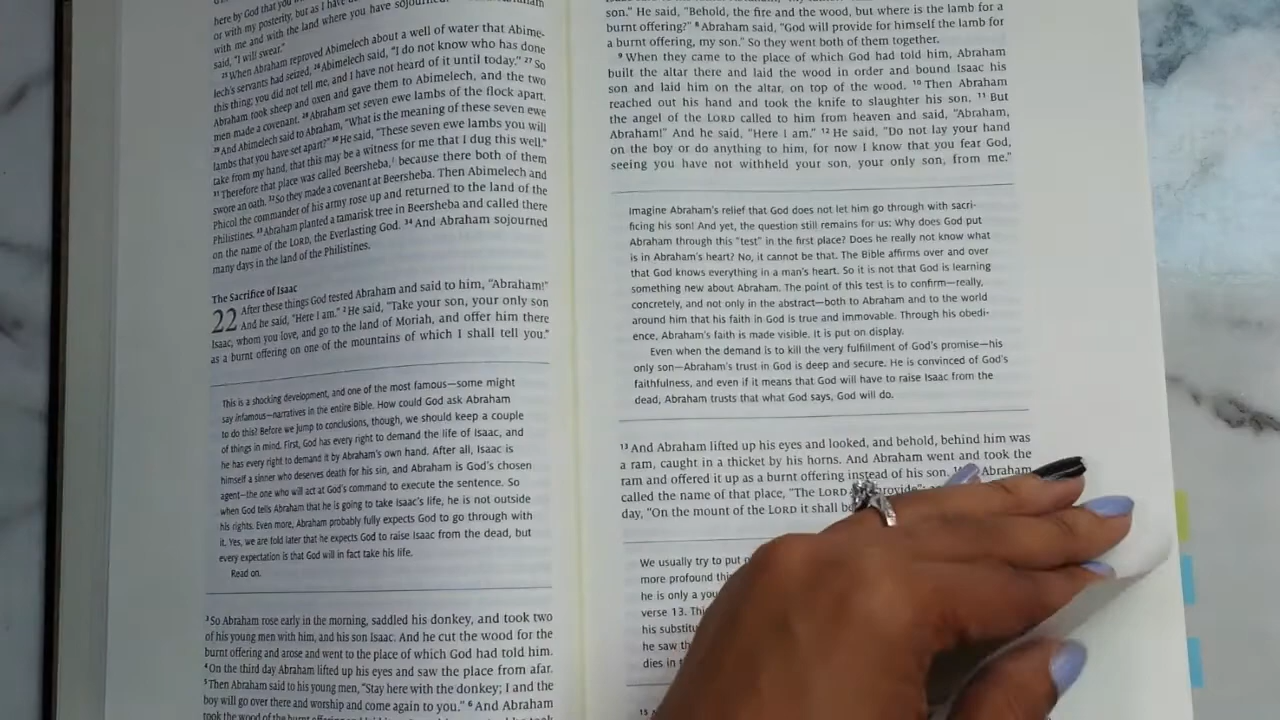 here by God that you
or with my posterity, but as I have
with me and with the land where you have sojourned."
said, "I will swear."
25 When Abraham reproved Abimelech about a well of water that Abime-
lech's servants had seized, 26 Abimelech said, "I do not know who has done
this thing; you did not tell me, and I have not heard of it until today." 27 So
Abraham took sheep and oxen and gave them to Abimelech, and the two
men made a covenant. 28 Abraham set seven ewe lambs of the flock apart.
29 And Abimelech said to Abraham, "What is the meaning of these seven ewe
lambs that you have set apart?" 30 He said, "These seven ewe lambs you will
take from my hand, that this may be a witness for me that I dug this well."
31 Therefore that place was called Beersheba, because there both of them
swore an oath. 32 So they made a covenant at Beersheba. Then Abimelech and
Phicol the commander of his army rose up and returned to the land of the
Philistines. 33 Abraham planted a tamarisk tree in Beersheba and called there
on the name of the LORD, the Everlasting God. 34 And Abraham sojourned
many days in the land of the Philistines.
The Sacrifice of Isaac
22 After these things God tested Abraham and said to him, "Abraham!"
And he said, "Here I am." 2 He said, "Take your son, your only son
Isaac, whom you love, and go to the land of Moriah, and offer him there
as a burnt offering on one of the mountains of which I shall tell you."
This is a shocking development, and one of the most famous—some might
say infamous—narratives in the entire Bible. How could God ask Abraham
to do this? Before we jump to conclusions, though, we should keep a couple
of things in mind. First, God has every right to demand the life of Isaac, and
he has every right to demand it by Abraham's own hand. After all, Isaac is
himself a sinner who deserves death for his sin, and Abraham is God's chosen
agent—the one who will act at God's command to execute the sentence. So
when God tells Abraham that he is going to take Isaac's life, he is not outside
his rights. Even more, Abraham probably fully expects God to go through with
it. Yes, we are told later that he expects God to raise Isaac from the dead, but
every expectation is that God will in fact take his life.
Read on.
3 So Abraham rose early in the morning, saddled his donkey, and took two
of his young men with him, and his son Isaac. And he cut the wood for the
burnt offering and arose and went to the place of which God had told him.
4 On the third day Abraham lifted up his eyes and saw the place from afar.
5 Then Abraham said to his young men, "Stay here with the donkey; I and the
boy will go over there and worship and come again to you." 6 And Abraham
took the wood of the burnt offering and laid
son." He said, "Behold, the fire and the wood, but where is the lamb for a
burnt offering?" 8 Abraham said, "God will provide for himself the lamb for
a burnt offering, my son." So they went both of them together.
9 When they came to the place of which God had told him, Abraham
built the altar there and laid the wood in order and bound Isaac his
son and laid him on the altar, on top of the wood. 10 Then Abraham
reached out his hand and took the knife to slaughter his son. 11 But
the angel of the LORD called to him from heaven and said, "Abraham,
Abraham!" And he said, "Here I am." 12 He said, "Do not lay your hand
on the boy or do anything to him, for now I know that you fear God,
seeing you have not withheld your son, your only son, from me."
Imagine Abraham's relief that God does not let him go through with sacri-
ficing his son! And yet, the question still remains for us: Why does God put
Abraham through this "test" in the first place? Does he really not know what
is in Abraham's heart? No, it cannot be that. The Bible affirms over and over
that God knows everything in a man's heart. So it is not that God is learning
something new about Abraham. The point of this test is to confirm—really,
concretely, and not only in the abstract—both to Abraham and to the world
around him that his faith in God is true and immovable. Through his obedi-
ence, Abraham's faith is made visible. It is put on display.
Even when the demand is to kill the very fulfillment of God's promise—his
only son—Abraham's trust in God is deep and secure. He is convinced of God's
faithfulness, and even if it means that God will have to raise Isaac from the
dead, Abraham trusts that what God says, God will do.
13 And Abraham lifted up his eyes and looked, and behold, behind him was
a ram, caught in a thicket by his horns. And Abraham went and took the
ram and offered it up as a burnt offering instead of his son. Abraham
called the name of that place, "The LORD provide";
day, "On the mount of the LORD it shall be
We usually try to put
more profound
he is only a
verse 13.
his
he saw
dies in
15